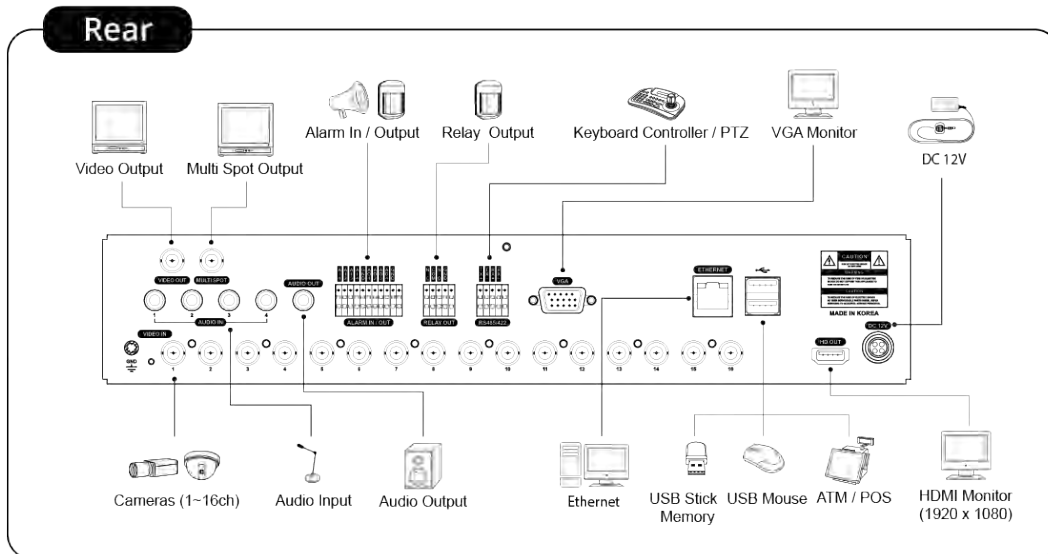 Rear
Alarm In / Output
Relay Output
Keyboard Controller / PTZ
VGA Monitor
Video Output
Multi Spot Output
DC 12V
VIDEO OUT
MULTI SPOT
AUDIO OUT
ETHERNET
VGA
CAUTION
1 2 3 4
AUDIO IN
ALARM IN / OUT
RELAY OUT
RS485/422
MADE IN KOREA
VIDEO IN
HD OUT
DC 12V
GND
1 2 3 4 5 6 7 8 9 10 11 12 13 14 15 16
Cameras (1~16ch)
Audio Input
Audio Output
Ethernet
USB Stick
Memory
USB Mouse
ATM / POS
HDMI Monitor
(1920 x 1080)